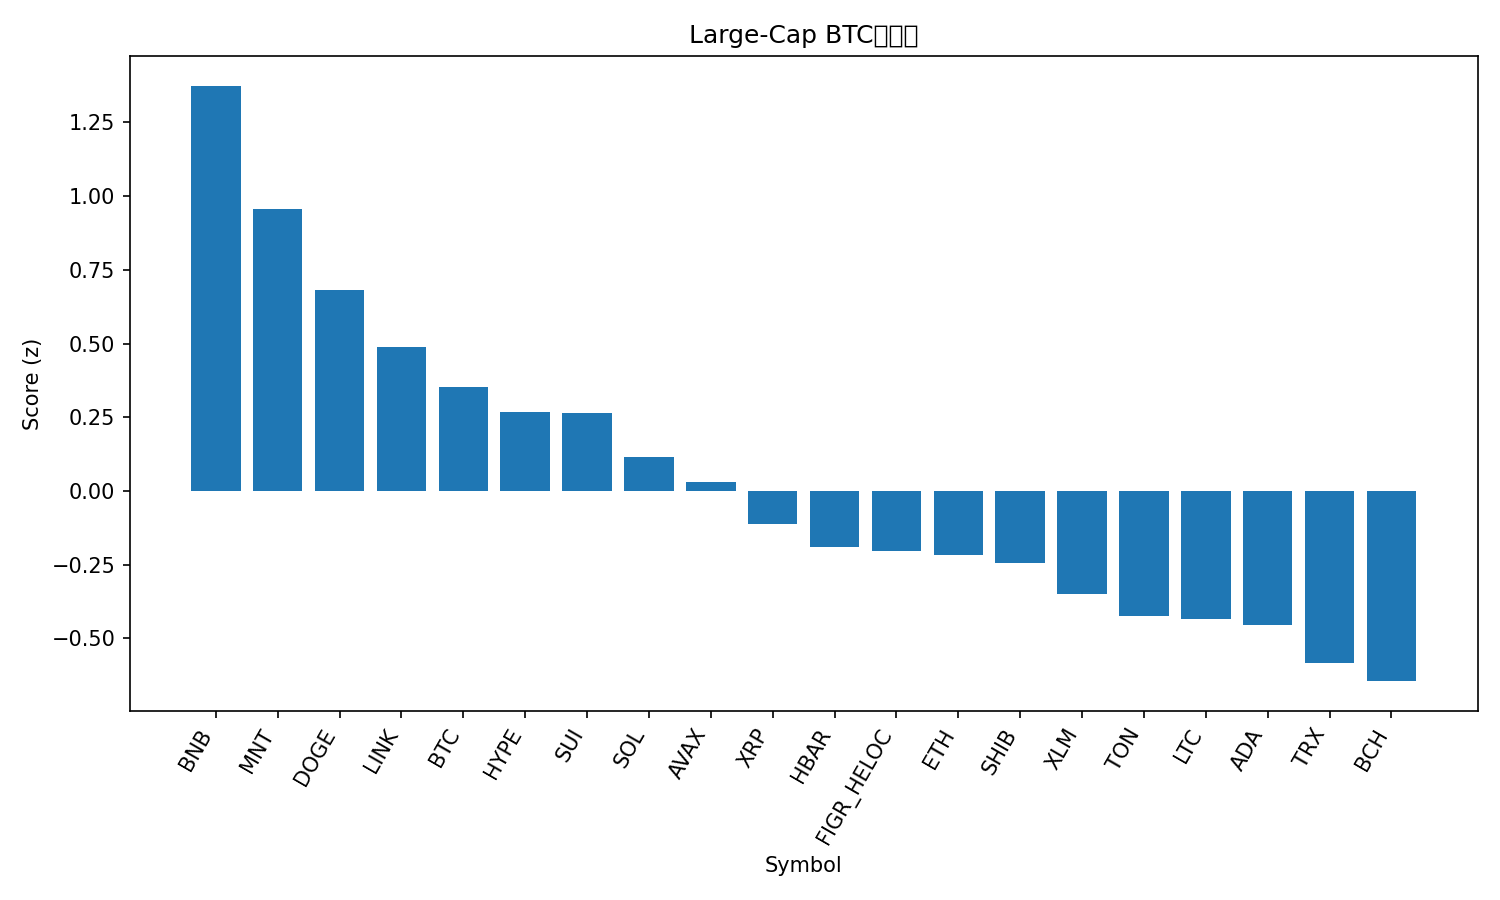 Large-Cap BTC
Score (z)
1.25
1.00
0.75
0.50
0.25
0.00
−0.25
−0.50
BNB
MNT
DOGE
LINK
BTC
HYPE
SUI
SOL
AVAX
XRP
HBAR
FIGR_HELOC
ETH
SHIB
XLM
TON
LTC
ADA
TRX
BCH
Symbol